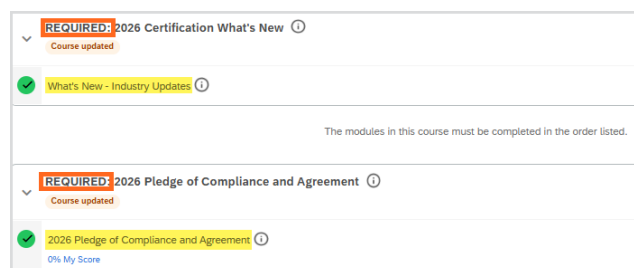 REQUIRED: 2026 Certification What's New
Course updated
What's New - Industry Updates
The modules in this course must be completed in the order listed.
REQUIRED: 2026 Pledge of Compliance and Agreement
Course updated
2026 Pledge of Compliance and Agreement
0% My Score